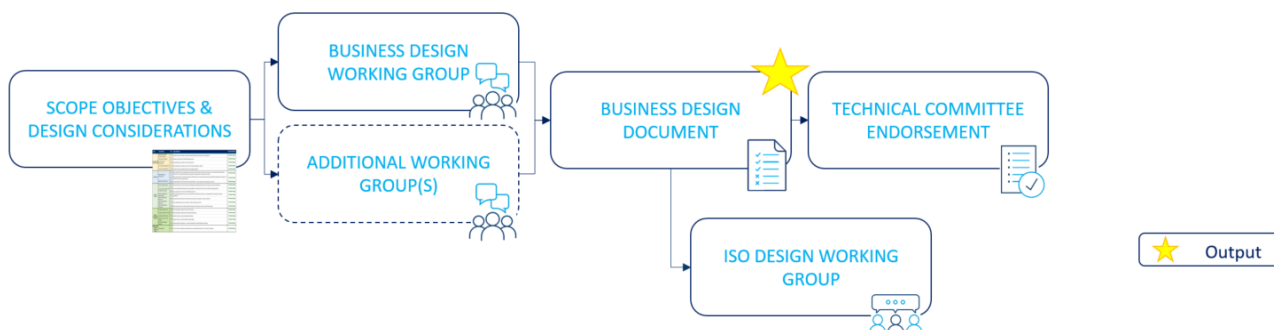 BUSINESS DESIGN
WORKING GROUP
SCOPE OBJECTIVES &
DESIGN CONSIDERATIONS
ADDITIONAL WORKING
GROUP(S)
BUSINESS DESIGN
DOCUMENT
TECHNICAL COMMITTEE
ENDORSEMENT
ISO DESIGN WORKING
GROUP
Output